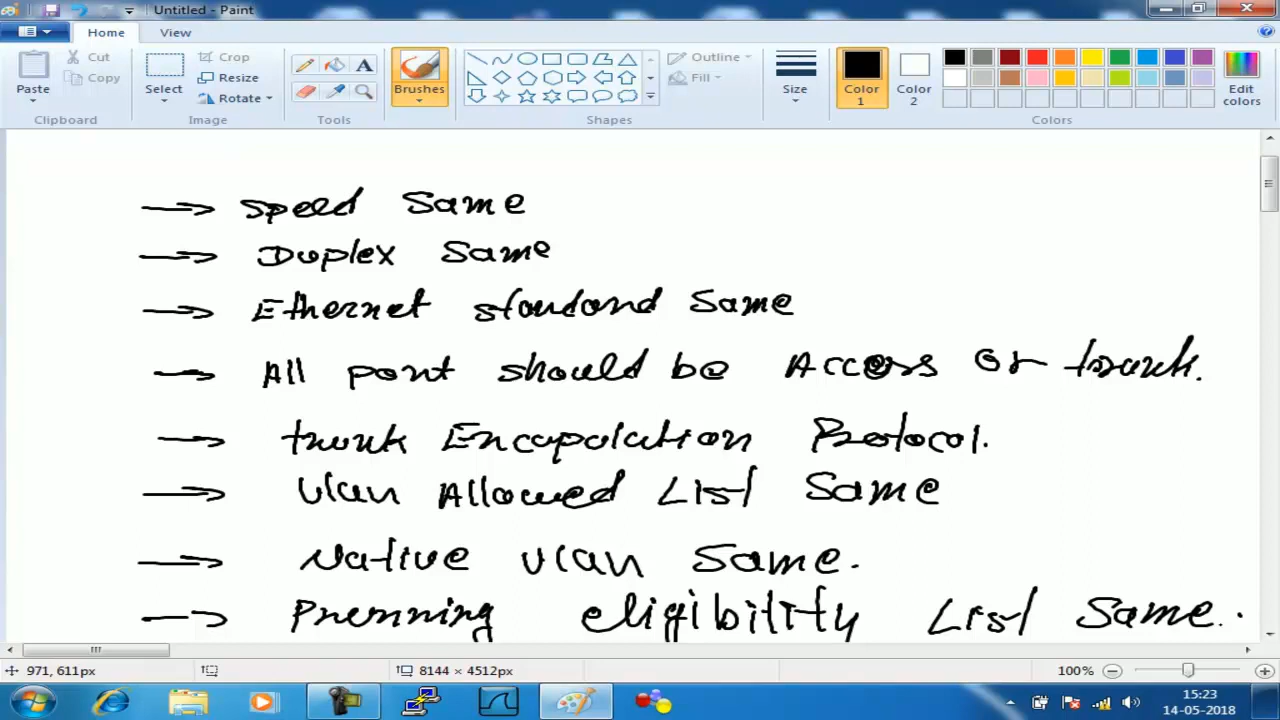 Untitled - Paint
Home View
Paste
Cut
Copy
Clipboard
Select
Crop
Resize
Rotate
Image
Tools
Brushes
Shapes
Outline
Fill
Size
Color 1
Color 2
Edit colors
Colors
→ Speed Same
→ Duplex Same
→ Ethernet standard Same
→ All port should be Access or trunk.
→ trunk Encapulation Protocol.
→ Vlan Allowed List Same
→ Native Vlan Same.
→ Prenning eligibility List Same.
971, 611px
8144 × 4512px
100%
15:23
14-05-2018